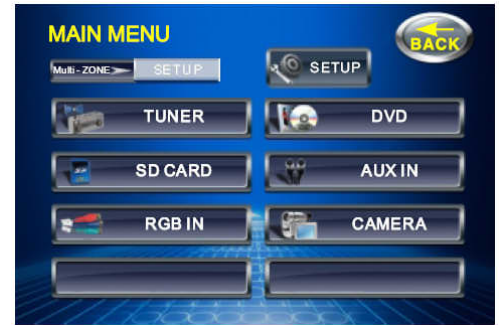 MAIN MENU
BACK
Multi-ZONE SETUP
SETUP
TUNER
DVD
SD CARD
AUX IN
RGB IN
CAMERA